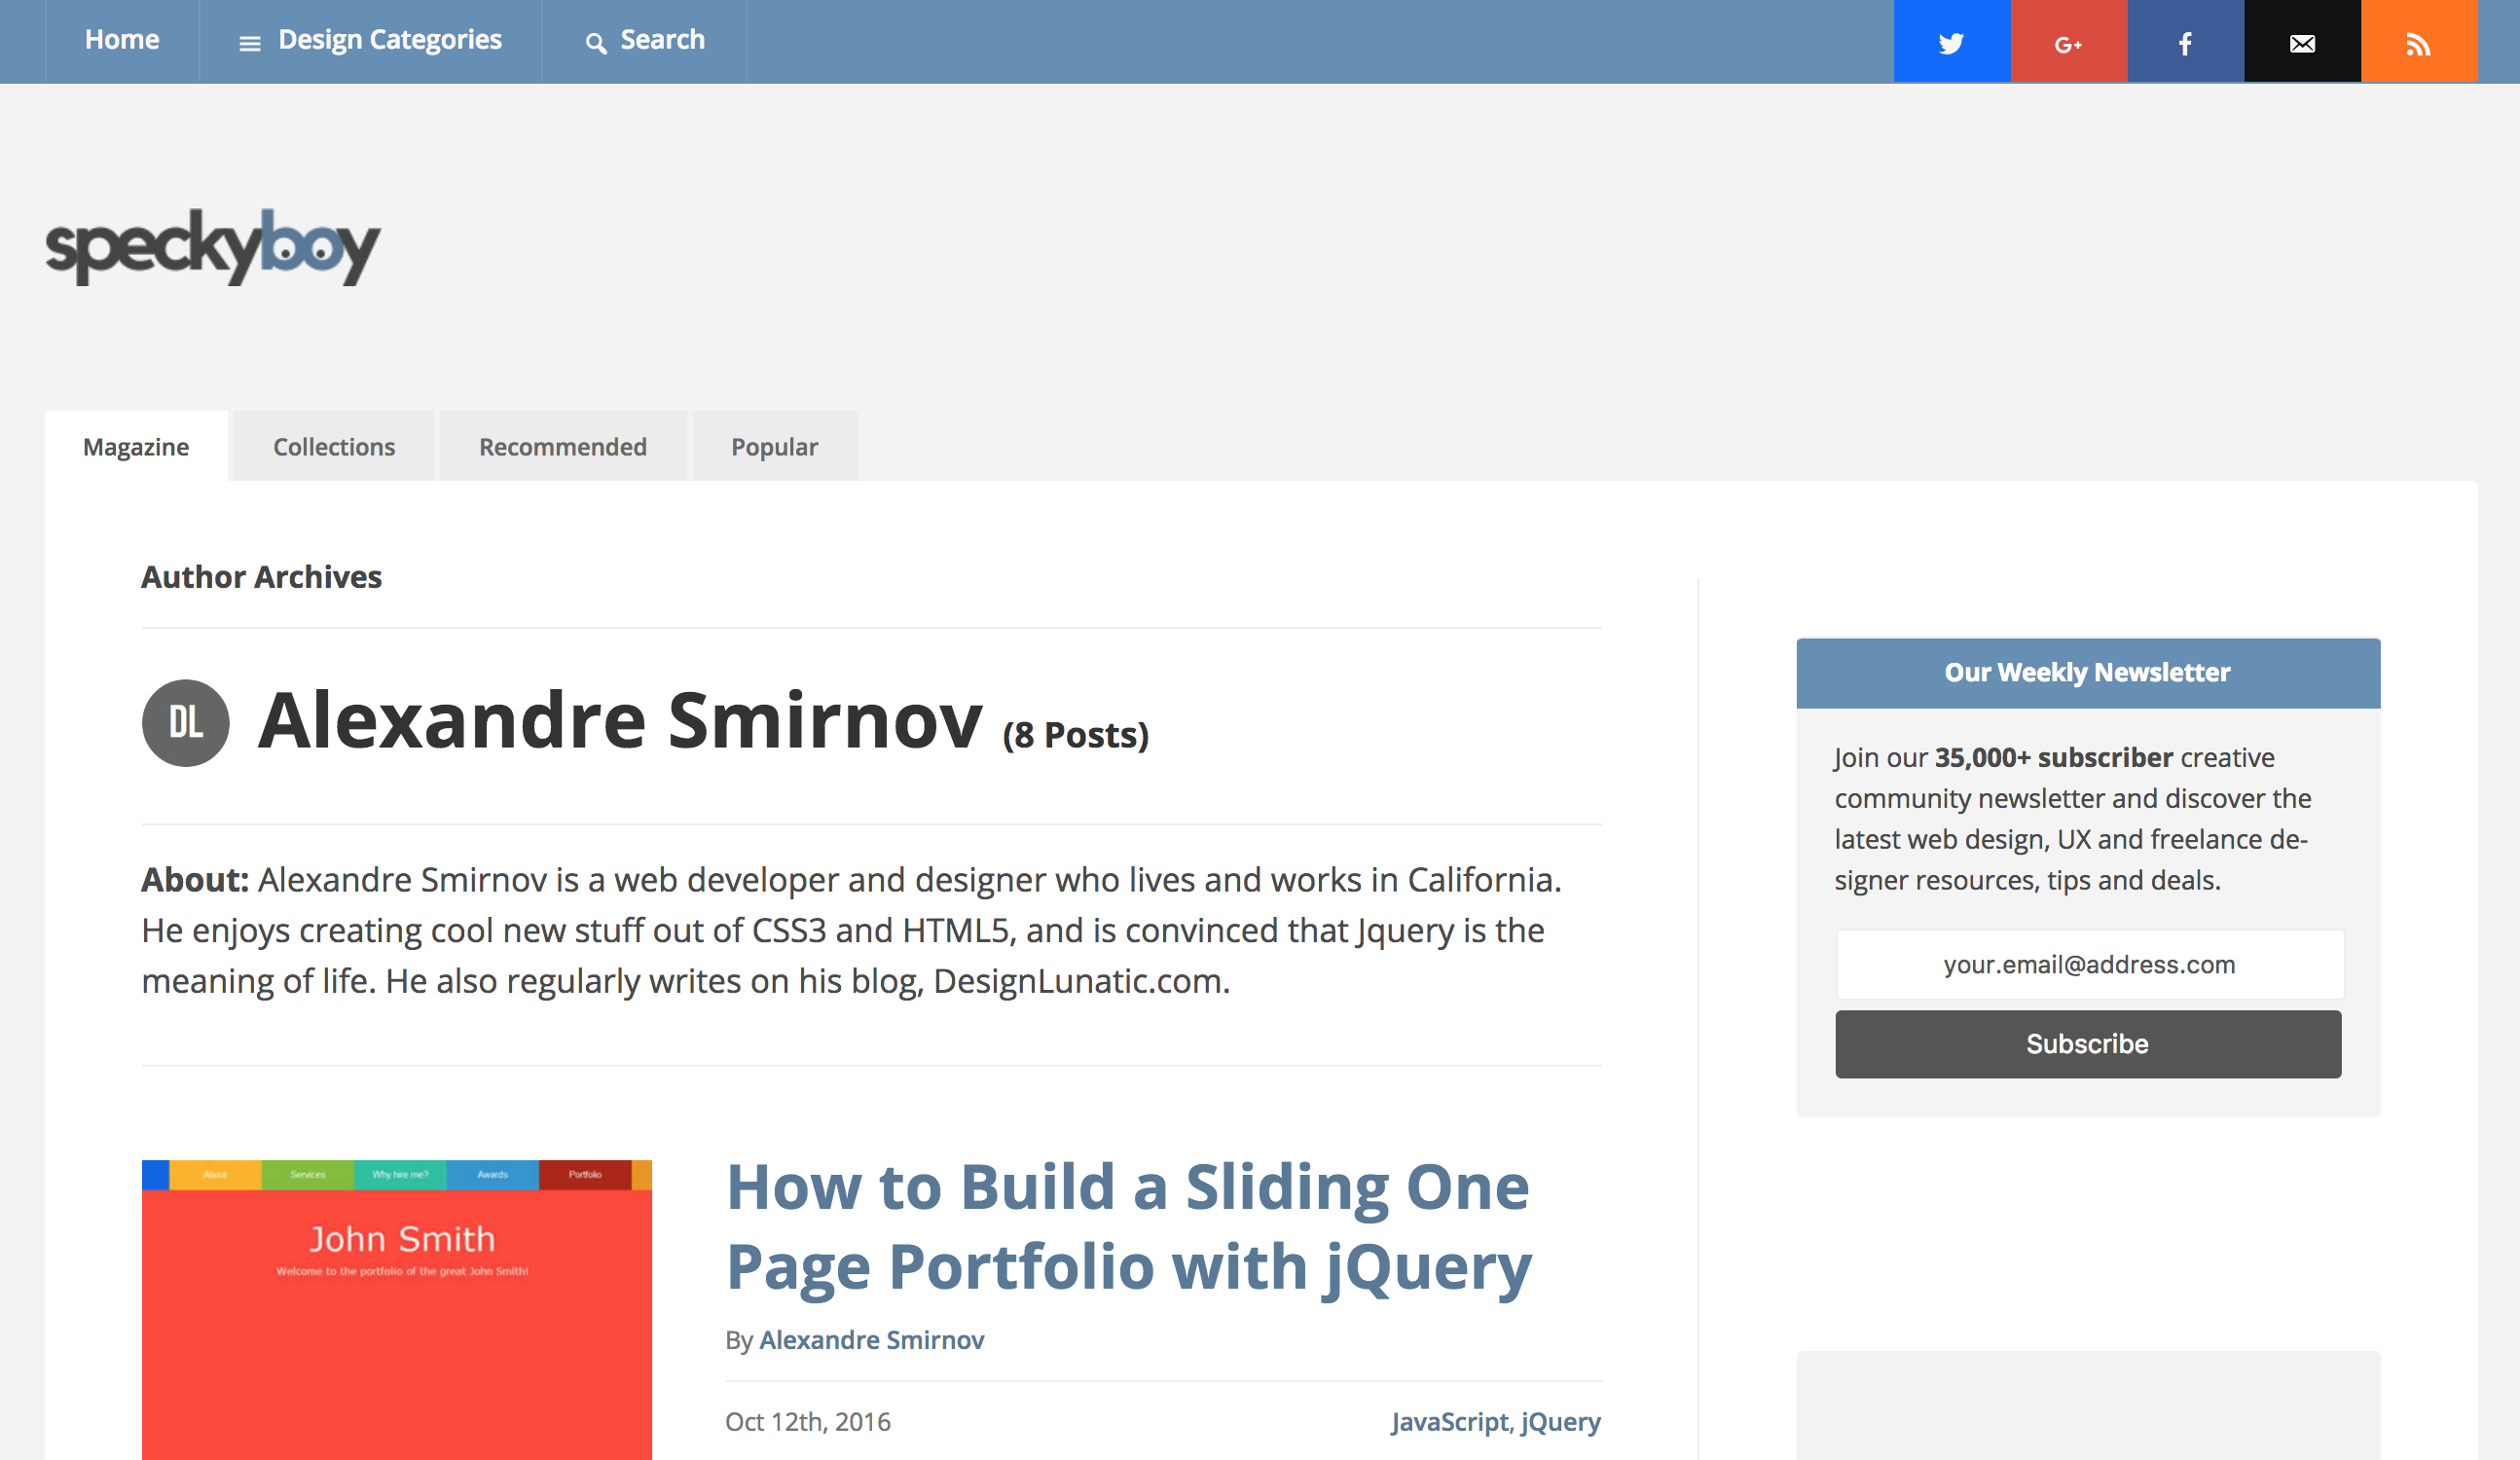 Home
Design Categories
Search
G+
speckyboy
Magazine
Collections
Recommended
Popular
Author Archives
DL
Alexandre Smirnov (8 Posts)
About: Alexandre Smirnov is a web developer and designer who lives and works in California.
He enjoys creating cool new stuff out of CSS3 and HTML5, and is convinced that Jquery is the
meaning of life. He also regularly writes on his blog, DesignLunatic.com.
About
Services
Why hire me?
Awards
Portfolio
John Smith
Welcome to the portfolio of the great John Smith!
How to Build a Sliding One
Page Portfolio with jQuery
By Alexandre Smirnov
Oct 12th, 2016
JavaScript, jQuery
Our Weekly Newsletter
Join our 35,000+ subscriber creative
community newsletter and discover the
latest web design, UX and freelance de-
signer resources, tips and deals.
your.email@address.com
Subscribe